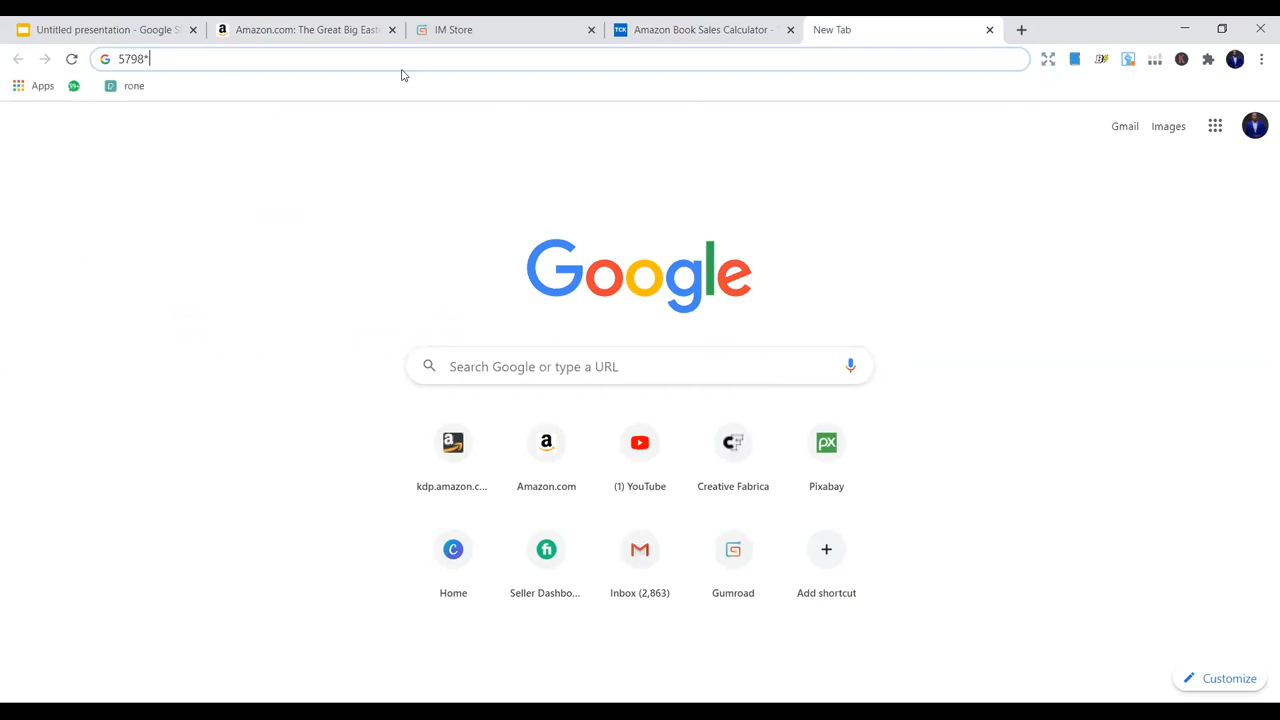 Untitled presentation - Google S
Amazon.com: The Great Big East
IM Store
TCK
Amazon Book Sales Calculator -
New Tab
5798*
Apps
99+
rone
Gmail
Images
Google
Search Google or type a URL
kdp.amazon.c...
Amazon.com
(1) YouTube
Creative Fabrica
Pixabay
Home
Seller Dashbo...
Inbox (2,863)
Gumroad
Add shortcut
Customize